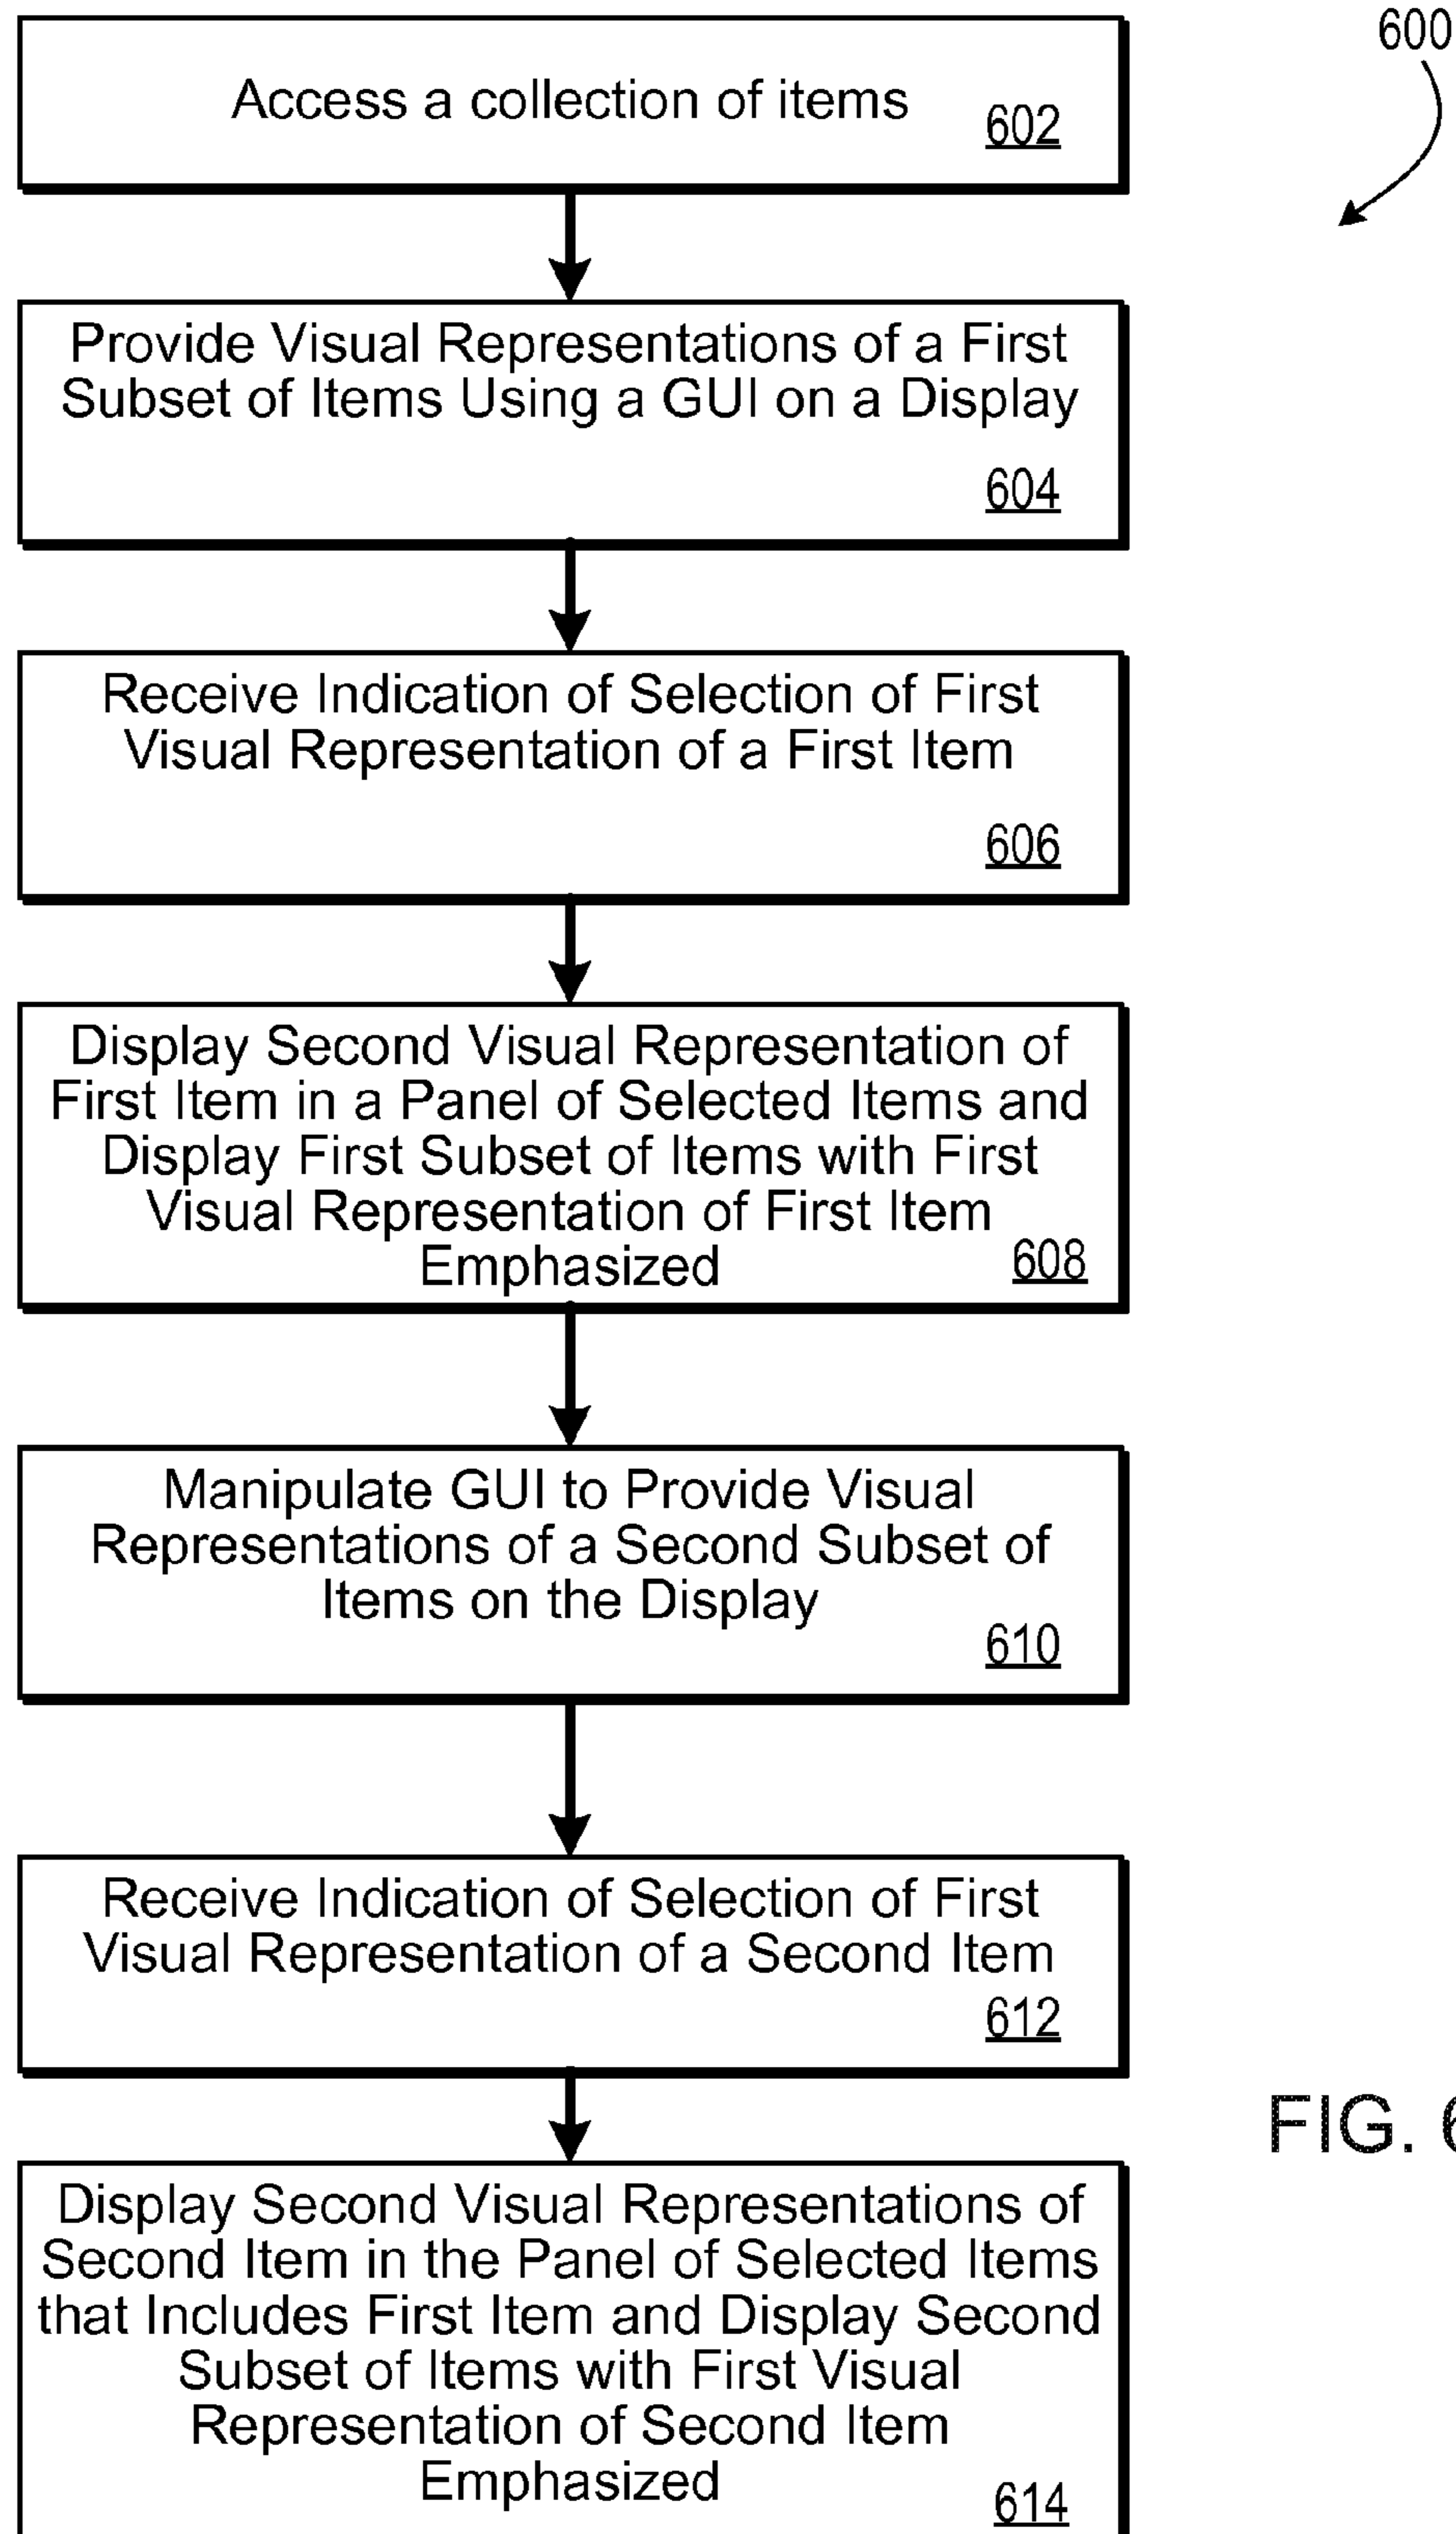 600
Access a collection of items
602
Provide Visual Representations of a First
Subset of Items Using a GUI on a Display
604
Receive Indication of Selection of First
Visual Representation of a First Item
606
Display Second Visual Representation of
First Item in a Panel of Selected Items and
Display First Subset of Items with First
Visual Representation of First Item
Emphasized
608
Manipulate GUI to Provide Visual
Representations of a Second Subset of
Items on the Display
610
Receive Indication of Selection of First
Visual Representation of a Second Item
612
FIG. 6
Display Second Visual Representations of
Second Item in the Panel of Selected Items
that Includes First Item and Display Second
Subset of Items with First Visual
Representation of Second Item
Emphasized
614